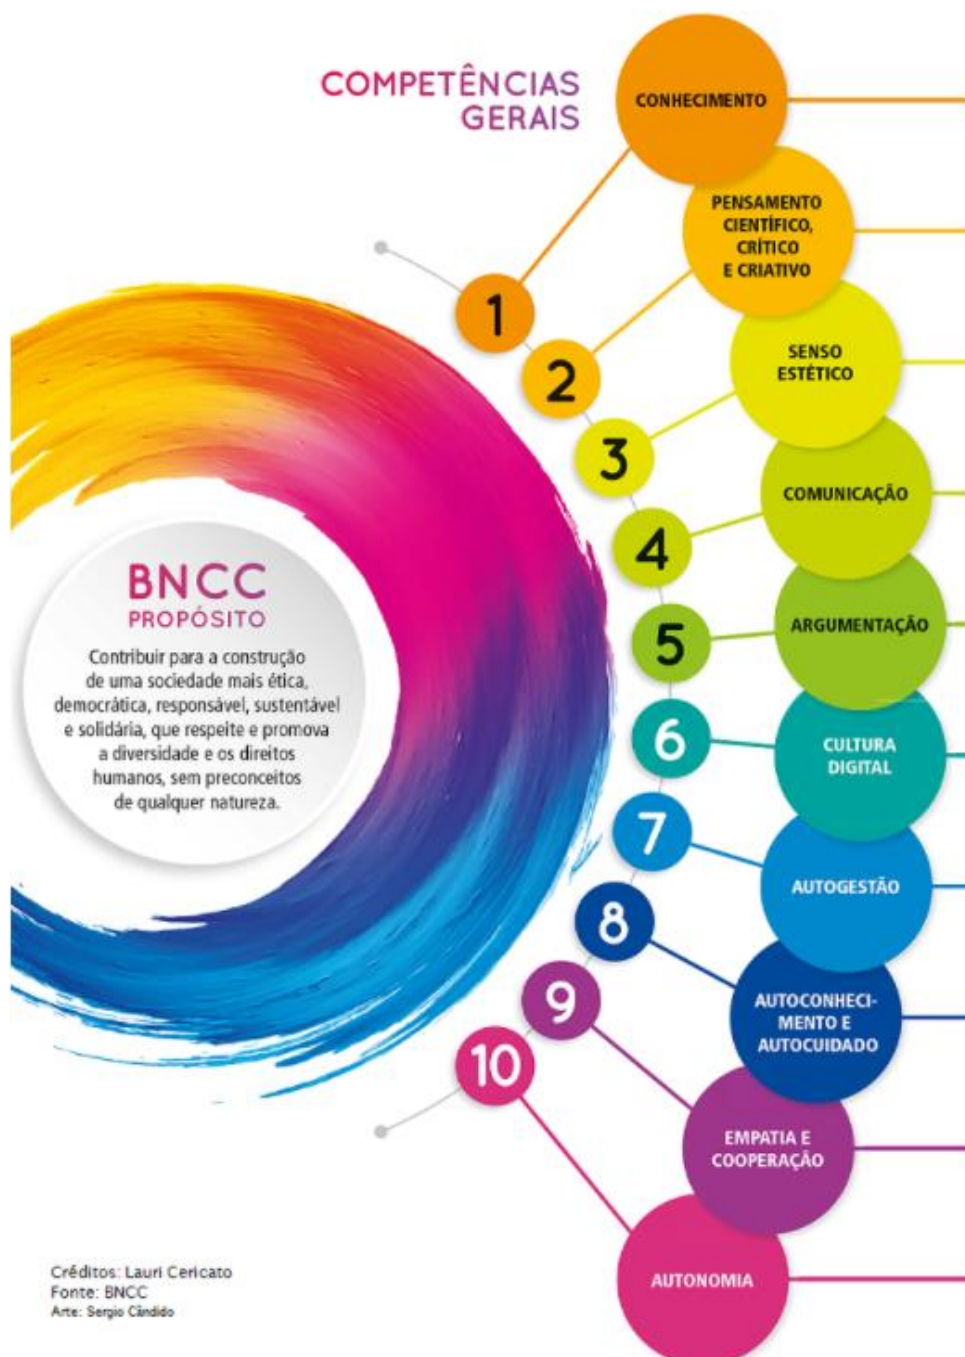 COMPETÊNCIAS
GERAIS
CONHECIMENTO
PENSAMENTO
CIENTÍFICO,
CRÍTICO
E CRIATIVO
1
2
SENSO
ESTÉTICO
3
COMUNICAÇÃO
4
BNCC
PROPÓSITO
Contribuir para a construção
de uma sociedade mais ética,
democrática, responsável, sustentável
e solidária, que respeite e promova
a diversidade e os direitos
humanos, sem preconceitos
de qualquer natureza.
5
ARGUMENTAÇÃO
6
CULTURA
DIGITAL
7
AUTOGESTÃO
8
AUTOCONHECI-
MENTO E
AUTOCUIDADO
9
EMPATIA E
COOPERAÇÃO
10
AUTONOMIA
Créditos: Lauri Cericato
Fonte: BNCC
Arte: Sergio Cândido